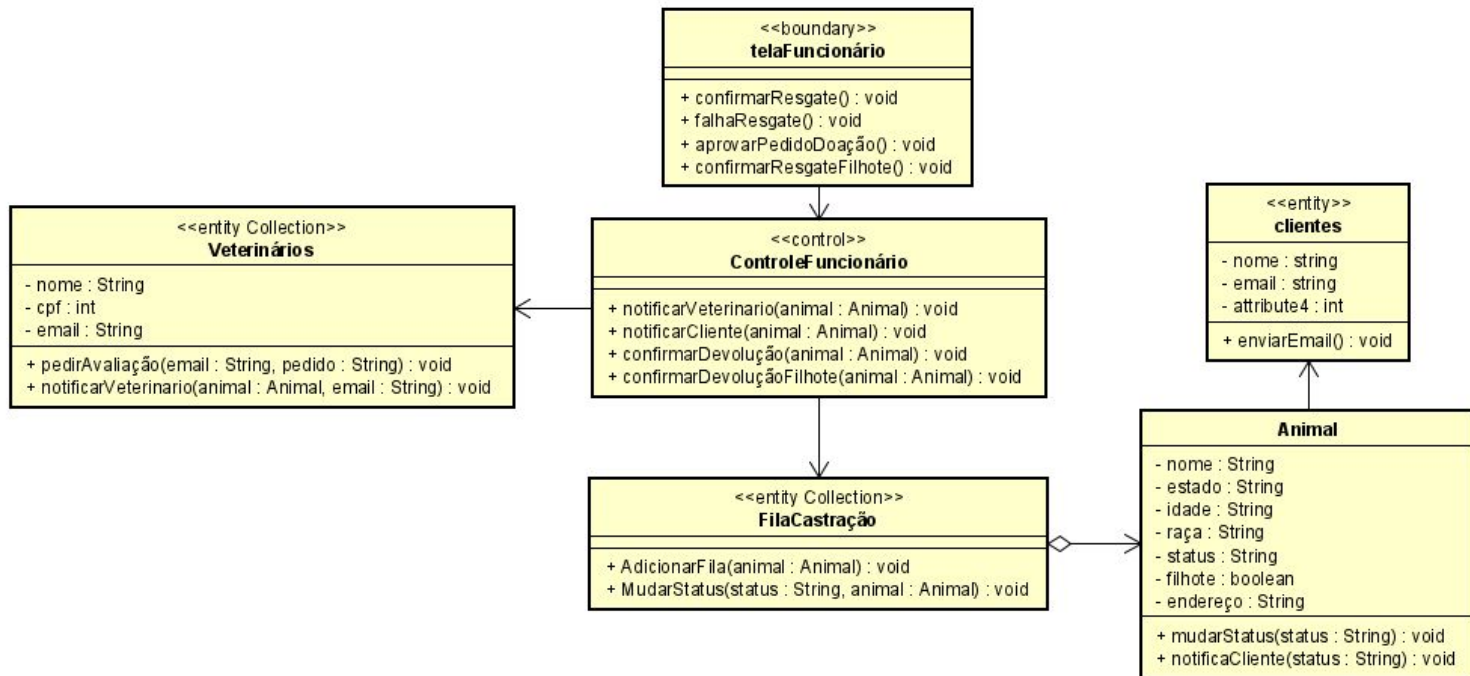 <<boundary>>
telaFuncionário
+ confirmarResgate() : void
+ falhaResgate() : void
+ aprovarPedidoDoação() : void
+ confirmarResgateFilhote() : void
<<entity Collection>>
Veterinários
- nome : String
- cpf : int
- email : String
+ pedirAvaliação(email : String, pedido : String) : void
+ notificarVeterinario(animal : Animal, email : String) : void
<<control>>
ControleFuncionário
+ notificarVeterinario(animal : Animal) : void
+ notificarCliente(animal : Animal) : void
+ confirmarDevolução(animal : Animal) : void
+ confirmarDevoluçãoFilhote(animal : Animal) : void
<<entity>>
clientes
- nome : string
- email : string
- attribute4 : int
+ enviarEmail() : void
<<entity Collection>>
FilaCastração
+ AdicionarFila(animal : Animal) : void
+ MudarStatus(status : String, animal : Animal) : void
Animal
- nome : String
- estado : String
- idade : String
- raça : String
- status : String
- filhote : boolean
- endereço : String
+ mudarStatus(status : String) : void
+ notificaCliente(status : String) : void